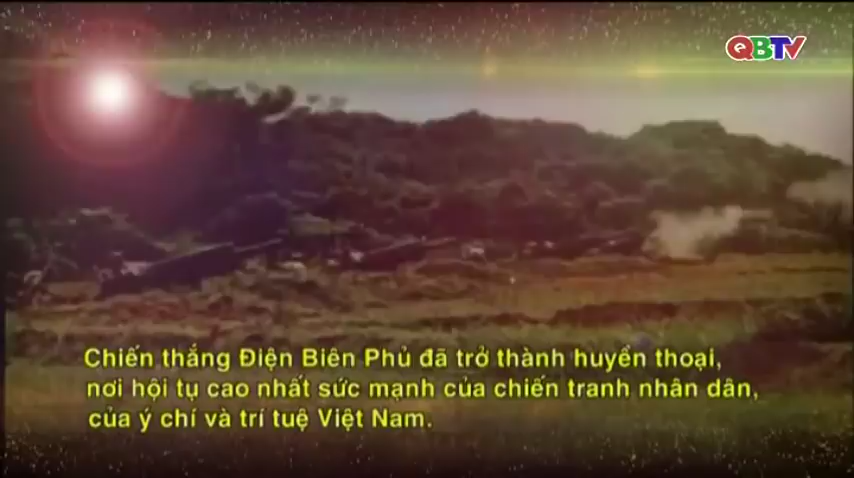 QBTV
Chiến thắng Điện Biên Phủ đã trở thành huyền thoại,
nơi hội tụ cao nhất sức mạnh của chiến tranh nhân dân,
của ý chí và trí tuệ Việt Nam.